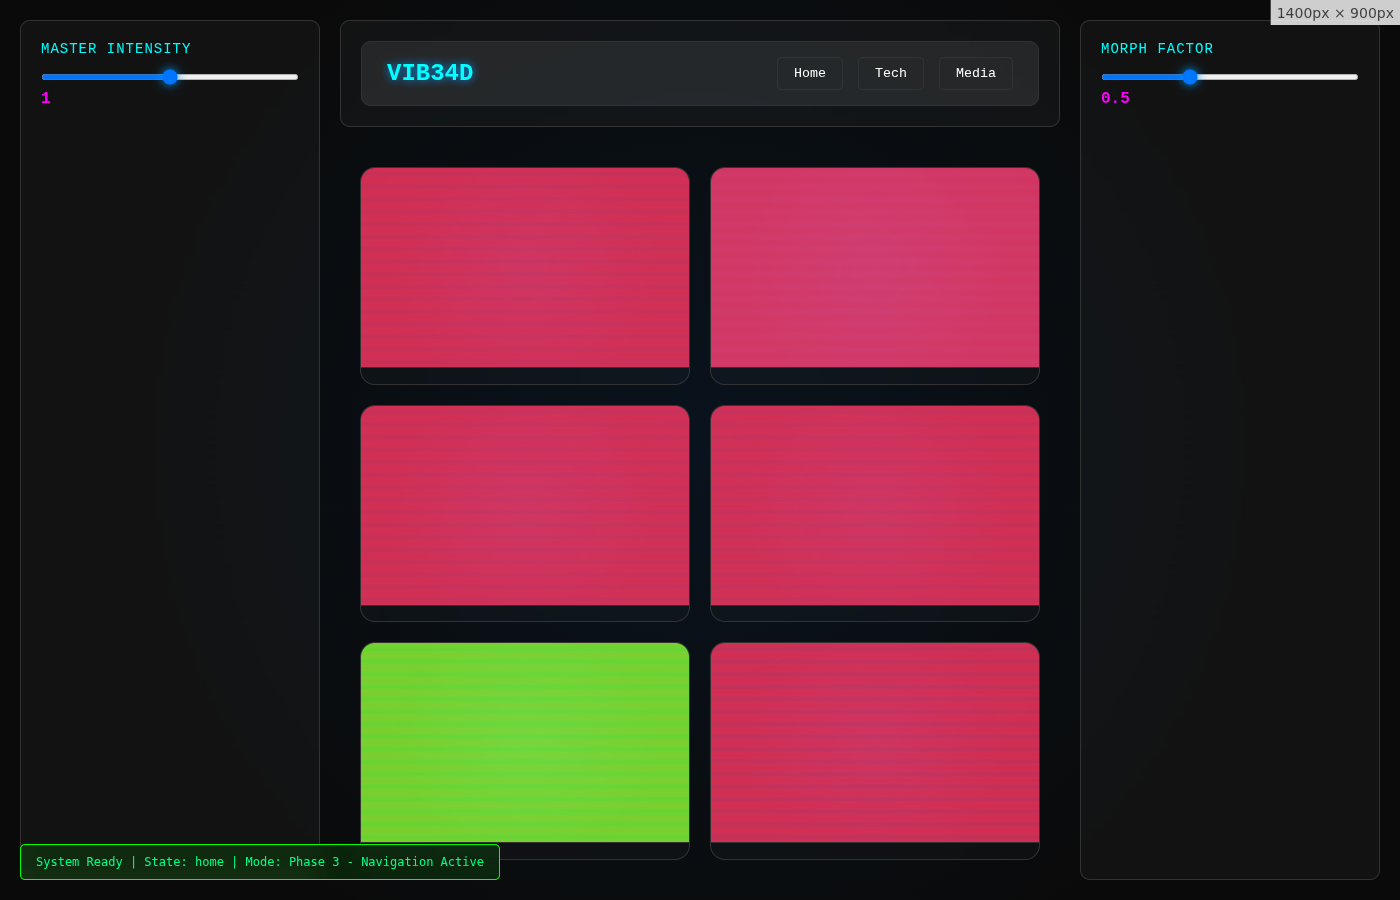 1400px × 900px
MASTER INTENSITY
1
VIB34D
Home
Tech
Media
MORPH FACTOR
0.5
System Ready | State: home | Mode: Phase 3 - Navigation Active